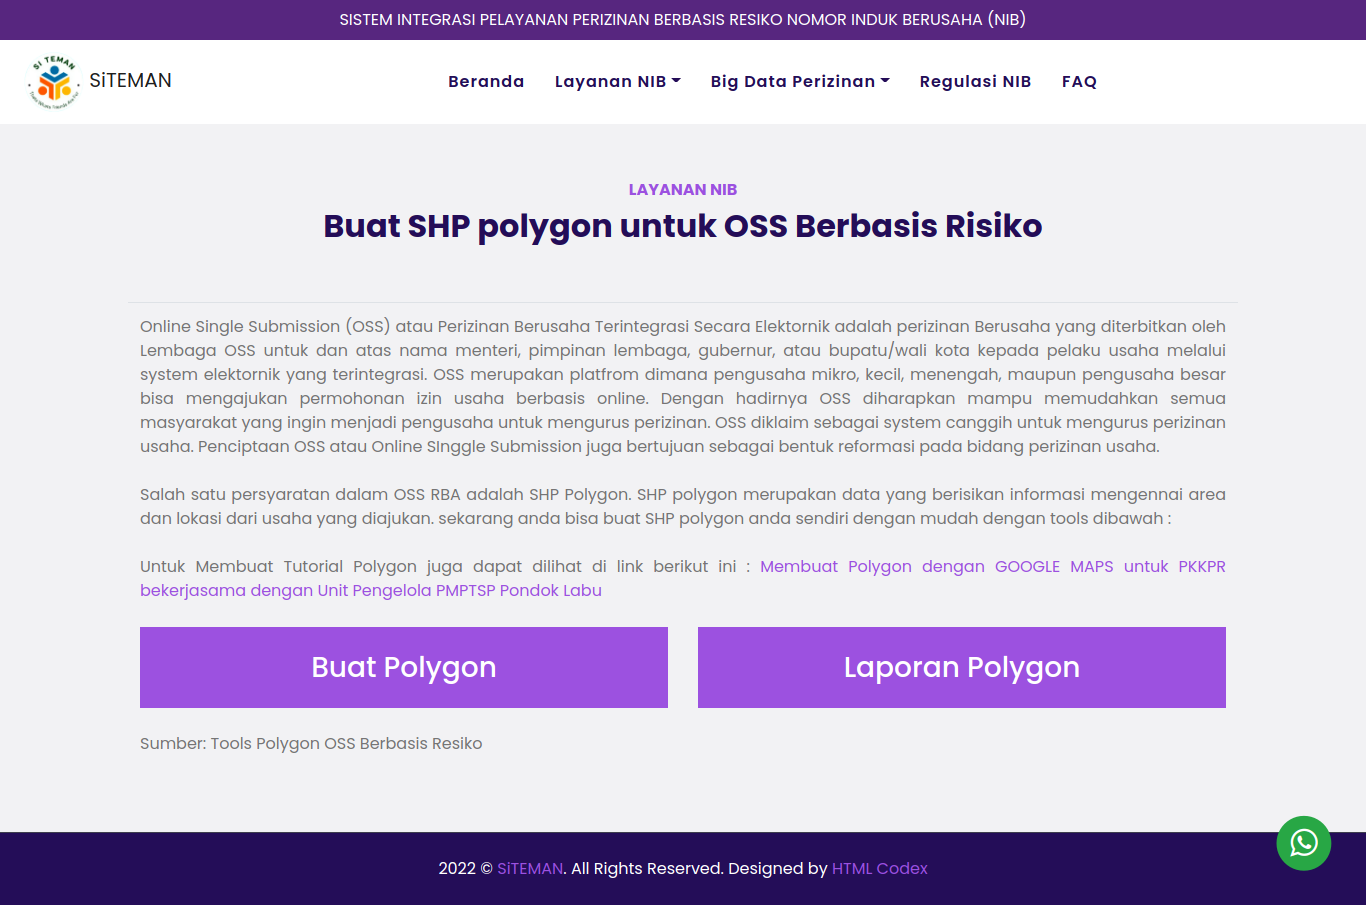 SISTEM INTEGRASI PELAYANAN PERIZINAN BERBASIS RESIKO NOMOR INDUK BERUSAHA (NIB)
SI TEMAN
SiTEMAN
Beranda
Layanan NIB
Big Data Perizinan
Regulasi NIB
FAQ
LAYANAN NIB
Buat SHP polygon untuk OSS Berbasis Risiko
Online Single Submission (OSS) atau Perizinan Berusaha Terintegrasi Secara Elektornik adalah perizinan Berusaha yang diterbitkan oleh
Lembaga OSS untuk dan atas nama menteri, pimpinan lembaga, gubernur, atau bupatu/wali kota kepada pelaku usaha melalui
system elektornik yang terintegrasi. OSS merupakan platfrom dimana pengusaha mikro, kecil, menengah, maupun pengusaha besar
bisa mengajukan permohonan izin usaha berbasis online. Dengan hadirnya OSS diharapkan mampu memudahkan semua
masyarakat yang ingin menjadi pengusaha untuk mengurus perizinan. OSS diklaim sebagai system canggih untuk mengurus perizinan
usaha. Penciptaan OSS atau Online SInggle Submission juga bertujuan sebagai bentuk reformasi pada bidang perizinan usaha.
Salah satu persyaratan dalam OSS RBA adalah SHP Polygon. SHP polygon merupakan data yang berisikan informasi mengennai area
dan lokasi dari usaha yang diajukan. sekarang anda bisa buat SHP polygon anda sendiri dengan mudah dengan tools dibawah :
Untuk Membuat Tutorial Polygon juga dapat dilihat di link berikut ini : Membuat Polygon dengan GOOGLE MAPS untuk PKKPR
bekerjasama dengan Unit Pengelola PMPTSP Pondok Labu
Buat Polygon
Laporan Polygon
Sumber: Tools Polygon OSS Berbasis Resiko
2022 © SiTEMAN. All Rights Reserved. Designed by HTML Codex